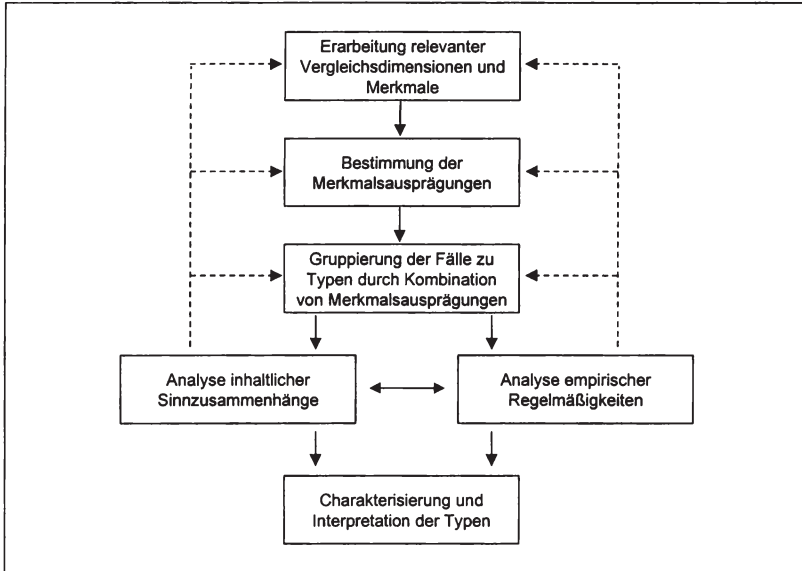 Erarbeitung relevanter
Vergleichsdimensionen und
Merkmale
Bestimmung der
Merkmalsausprägungen
Gruppierung der Fälle zu
Typen durch Kombination
von Merkmalsausprägungen
Analyse inhaltlicher
Sinnzusammenhänge
Analyse empirischer
Regelmäßigkeiten
Charakterisierung und
Interpretation der Typen